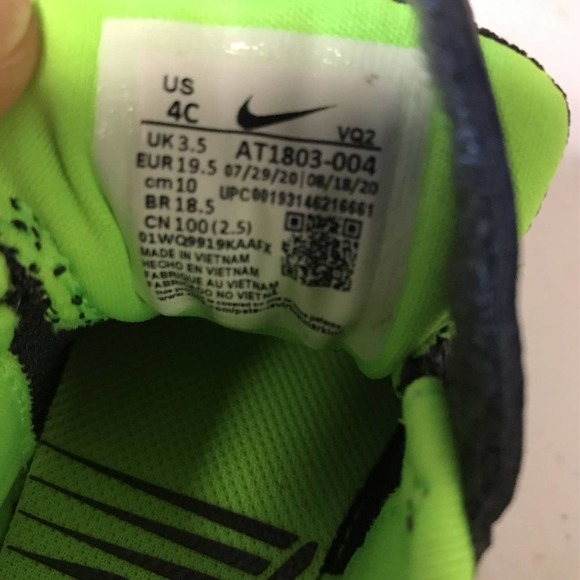 US
4C
VQ2
UK 3.5 AT1803-004
EUR 19.5 07/29/20 | 08/18/20
cm 10 UPC00193146216661
BR 18.5
CN 100 (2.5)
MADE IN VIETNAM
HECHO EN VIETNAM
FABRIQUE AU VIETNAM